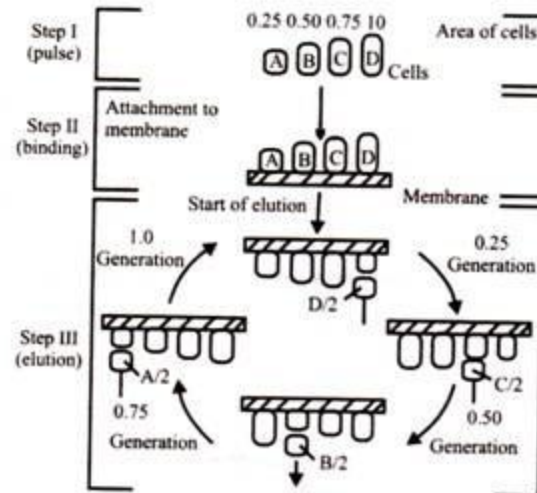 0.25 0.50 0.75 10
Step I
(pulse)
Area of cells
A B C D
Cells
Step II
(binding)
Attachment to
membrane
A B C D
Membrane
Start of elution
1.0
Generation
0.25
Generation
D/2
Step III
(elution)
A/2
C/2
0.75
Generation
0.50
Generation
B/2